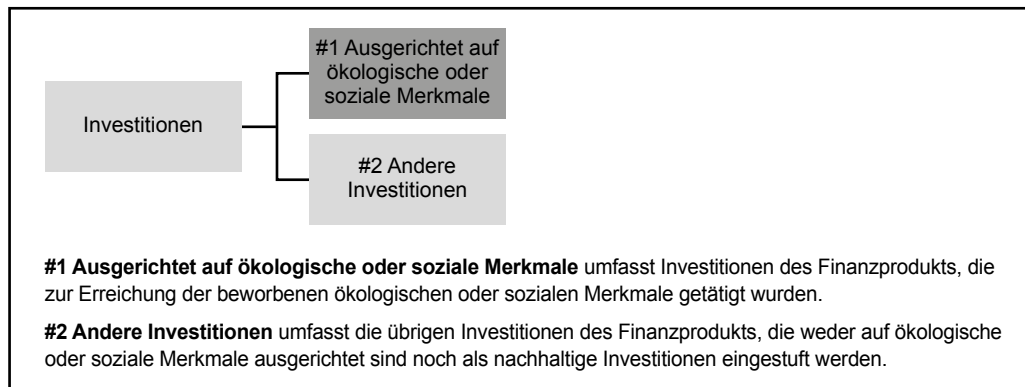 #1 Ausgerichtet auf
ökologische oder
soziale Merkmale
Investitionen
#2 Andere
Investitionen
#1 Ausgerichtet auf ökologische oder soziale Merkmale umfasst Investitionen des Finanzprodukts, die
zur Erreichung der beworbenen ökologischen oder sozialen Merkmale getätigt wurden.
#2 Andere Investitionen umfasst die übrigen Investitionen des Finanzprodukts, die weder auf ökologische
oder soziale Merkmale ausgerichtet sind noch als nachhaltige Investitionen eingestuft werden.